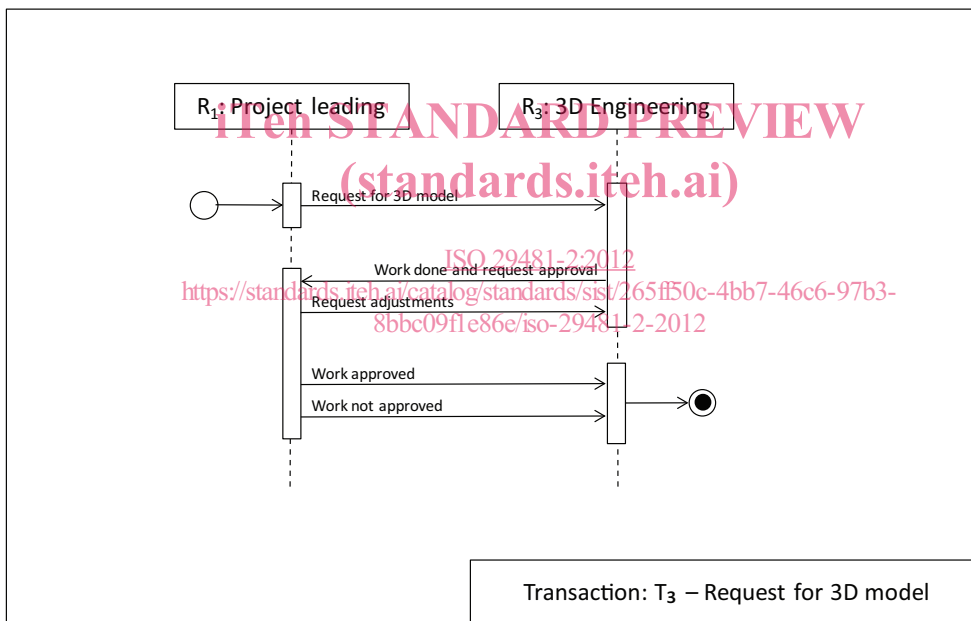 R₁: Project leading
R₃: 3D Engineering
iTeh STANDARD PREVIEW
(standards.iteh.ai)
Request for 3D model
ISO 29481-2:2012
Work done and request approval
https://standards.iteh.ai/catalog/standards/sist/265ff50c-4bb7-46c6-97b3-
Request adjustments
8bbc09f1e86e/iso-29481-2-2012
Work approved
Work not approved
Transaction: T₃ – Request for 3D model